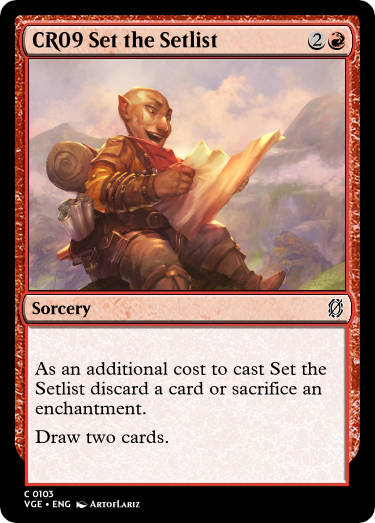 CR09 Set the Setlist 2
Sorcery
As an additional cost to cast Set the
Setlist discard a card or sacrifice an
enchantment.
Draw two cards.
C 0103
VGE • ENG ArtofLariz